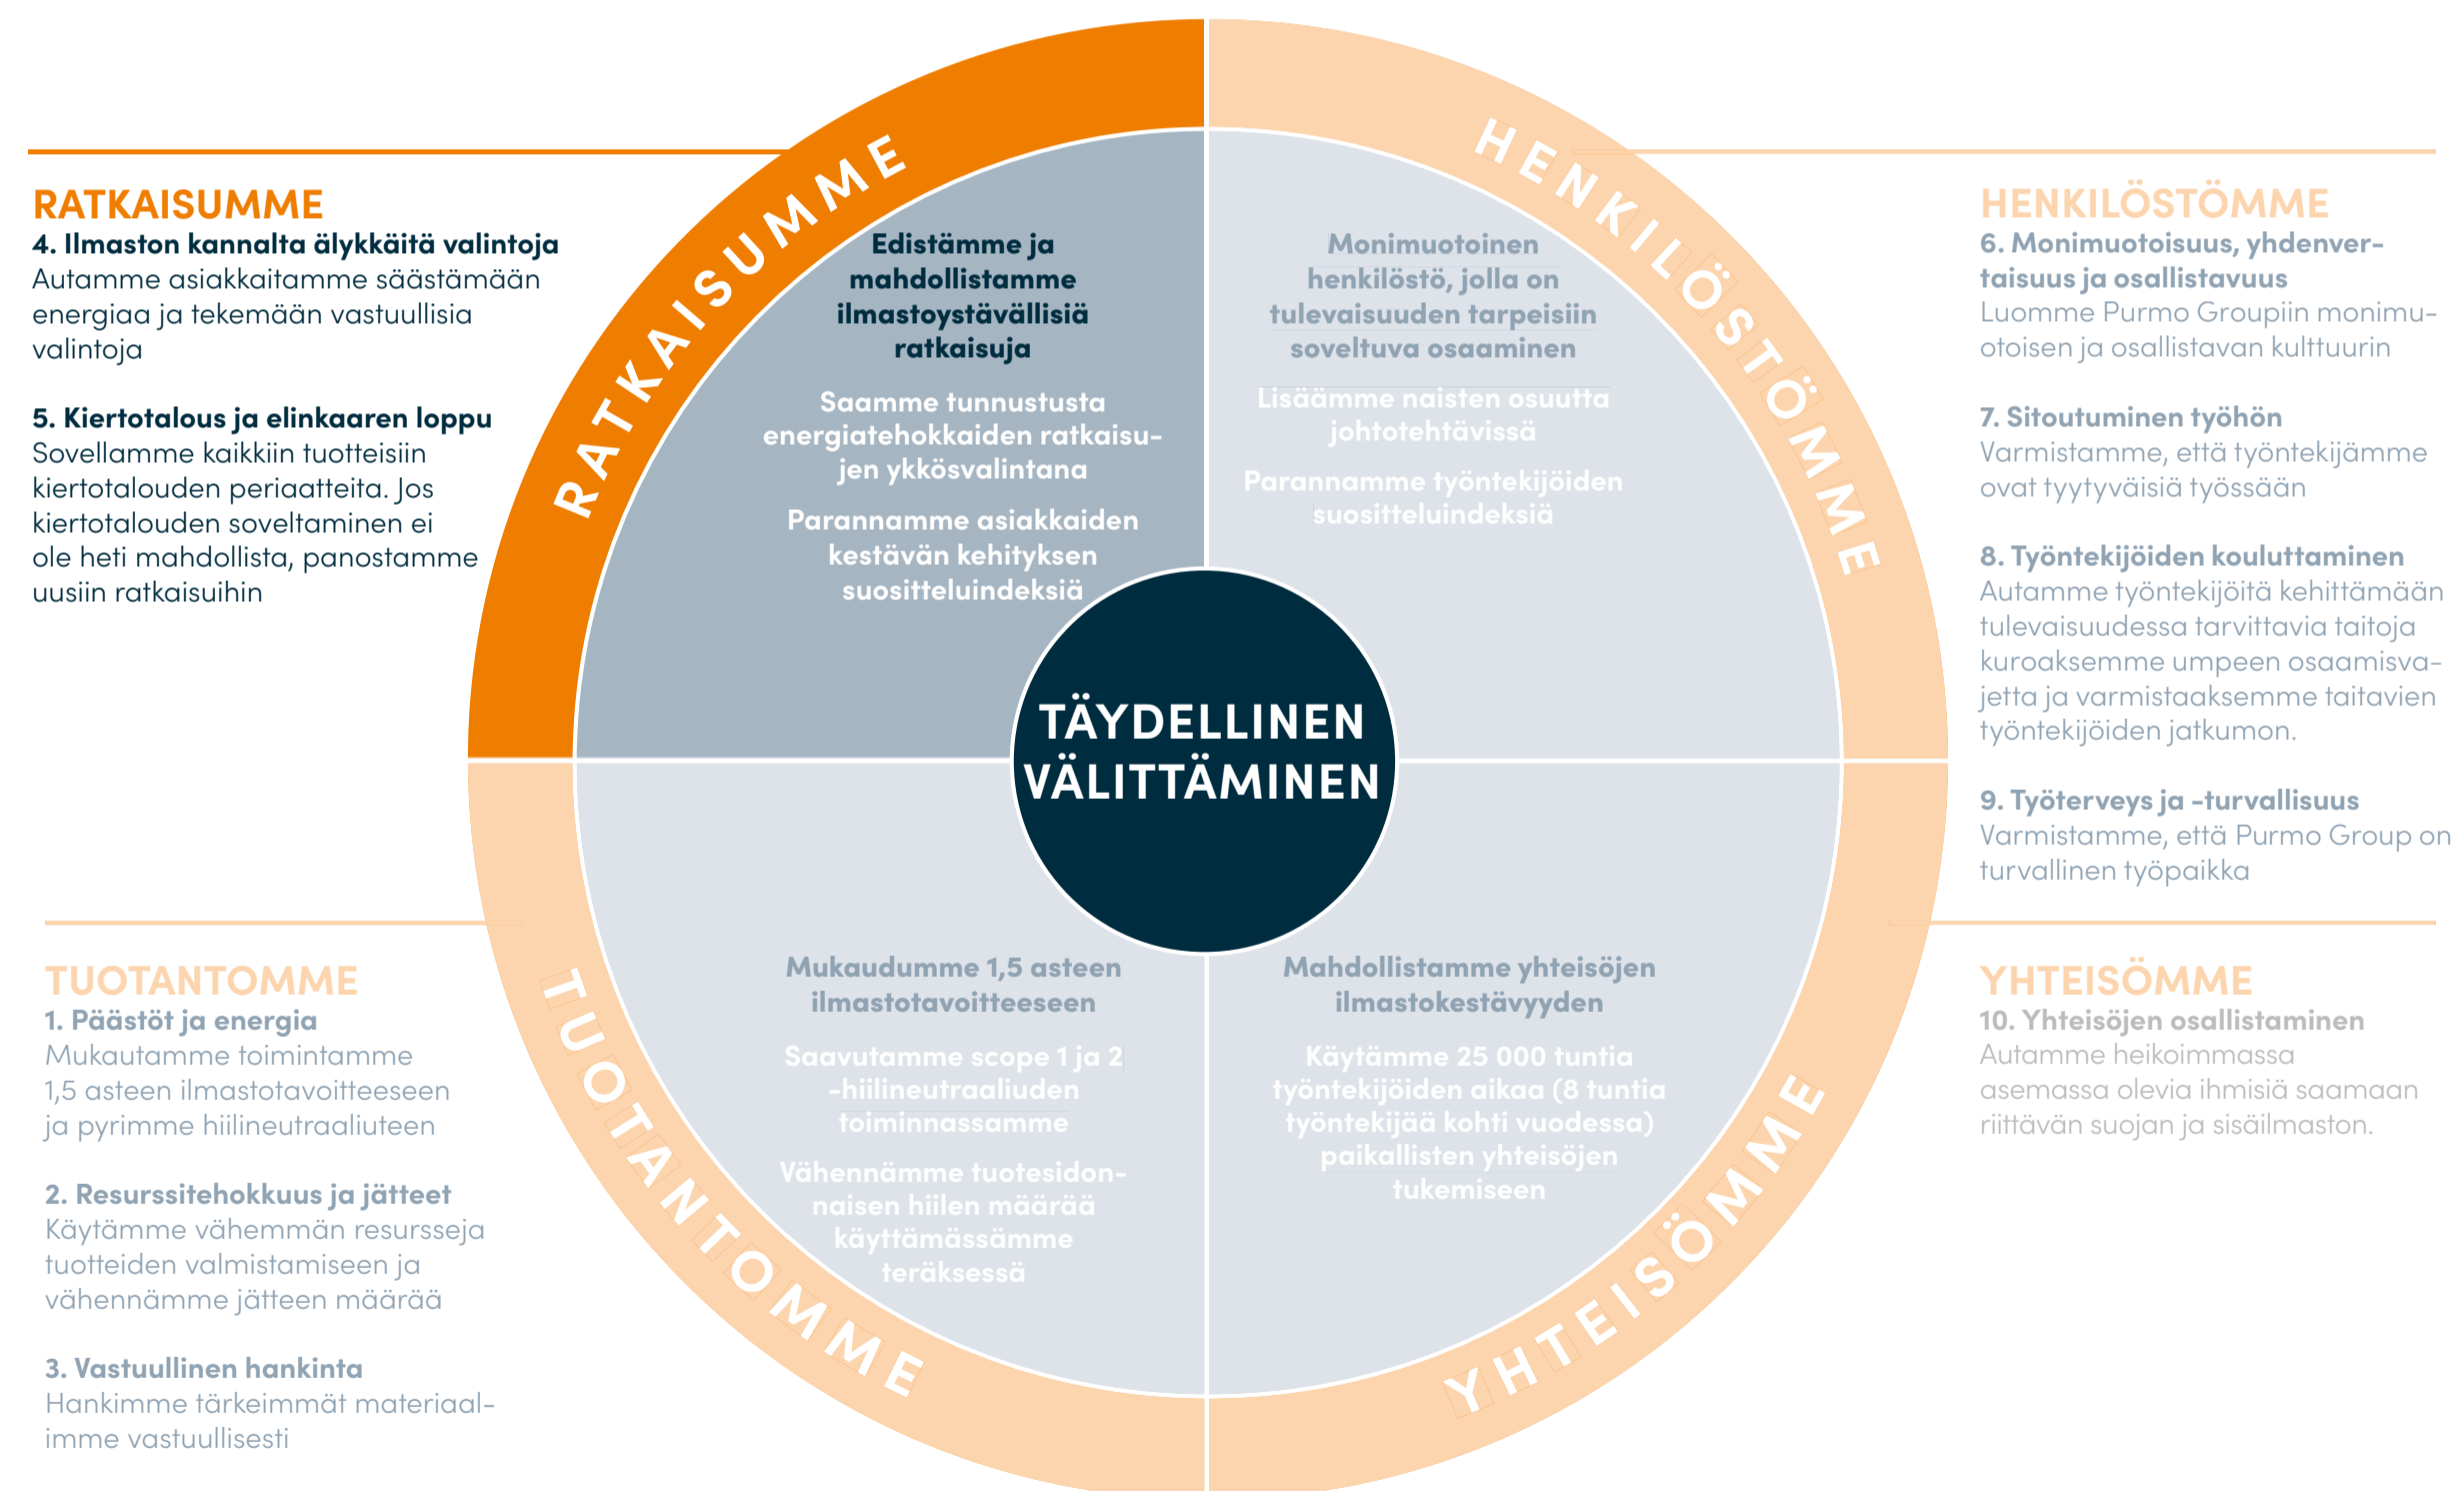 RATKAISUMME
4. Ilmaston kannalta älykkäitä valintoja
Autamme asiakkaitamme säästämään
energiaa ja tekemään vastuullisia
valintoja
5. Kiertotalous ja elinkaaren loppu
Sovellamme kaikkiin tuotteisiin
kiertotalouden periaatteita. Jos
kiertotalouden soveltaminen ei
ole heti mahdollista, panostamme
uusiin ratkaisuihin
TUOTANTOMME
1. Päästöt ja energia
Mukautamme toimintamme
1,5 asteen ilmastotavoitteeseen
ja pyrimme hiilineutraaliuteen
2. Resurssitehokkuus ja jätteet
Käytämme vähemmän resursseja
tuotteiden valmistamiseen ja
vähennämme jätteen määrää
3. Vastuullinen hankinta
Hankimme tärkeimmät materiaal-
imme vastuullisesti
RATKAISUMME
Edistämme ja
mahdollistamme
ilmastoystävällisiä
ratkaisuja
Saamme tunnustusta
energiatehokkaiden ratkaisu-
jen ykkösvalintana
Parannamme asiakkaiden
kestävän kehityksen
suositteluindeksiä
HENKILÖSTÖMME
Monimuotoinen
henkilöstö, jolla on
tulevaisuuden tarpeisiin
soveltuva osaaminen
Lisäämme naisten osuutta
johtotehtävissä
Parannamme työntekijöiden
suositteluindeksiä
TÄYDELLINEN
VÄLITTÄMINEN
TUOTANTOMME
Mukaudumme 1,5 asteen
ilmastotavoitteeseen
Saavutamme scope 1 ja 2
-hiilineutraaliuden
toiminnassamme
Vähennämme tuotesidon-
naisen hiilen määrää
käyttämässämme
teräksessä
YHTEISÖMME
Mahdollistamme yhteisöjen
ilmastokestävyyden
Käytämme 25 000 tuntia
työntekijöiden aikaa (8 tuntia
työntekijää kohti vuodessa)
paikallisten yhteisöjen
tukemiseen
HENKILÖSTÖMME
6. Monimuotoisuus, yhdenver-
taisuus ja osallistavuus
Luomme Purmo Groupiin monimu-
otoisen ja osallistavan kulttuurin
7. Sitoutuminen työhön
Varmistamme, että työntekijämme
ovat tyytyväisiä työssään
8. Työntekijöiden kouluttaminen
Autamme työntekijöitä kehittämään
tulevaisuudessa tarvittavia taitoja
kuroaksemme umpeen osaamisva-
jetta ja varmistaaksemme taitavien
työntekijöiden jatkumon.
9. Työterveys ja -turvallisuus
Varmistamme, että Purmo Group on
turvallinen työpaikka
YHTEISÖMME
10. Yhteisöjen osallistaminen
Autamme heikoimmassa
asemassa olevia ihmisiä saamaan
riittävän suojan ja sisäilmaston.